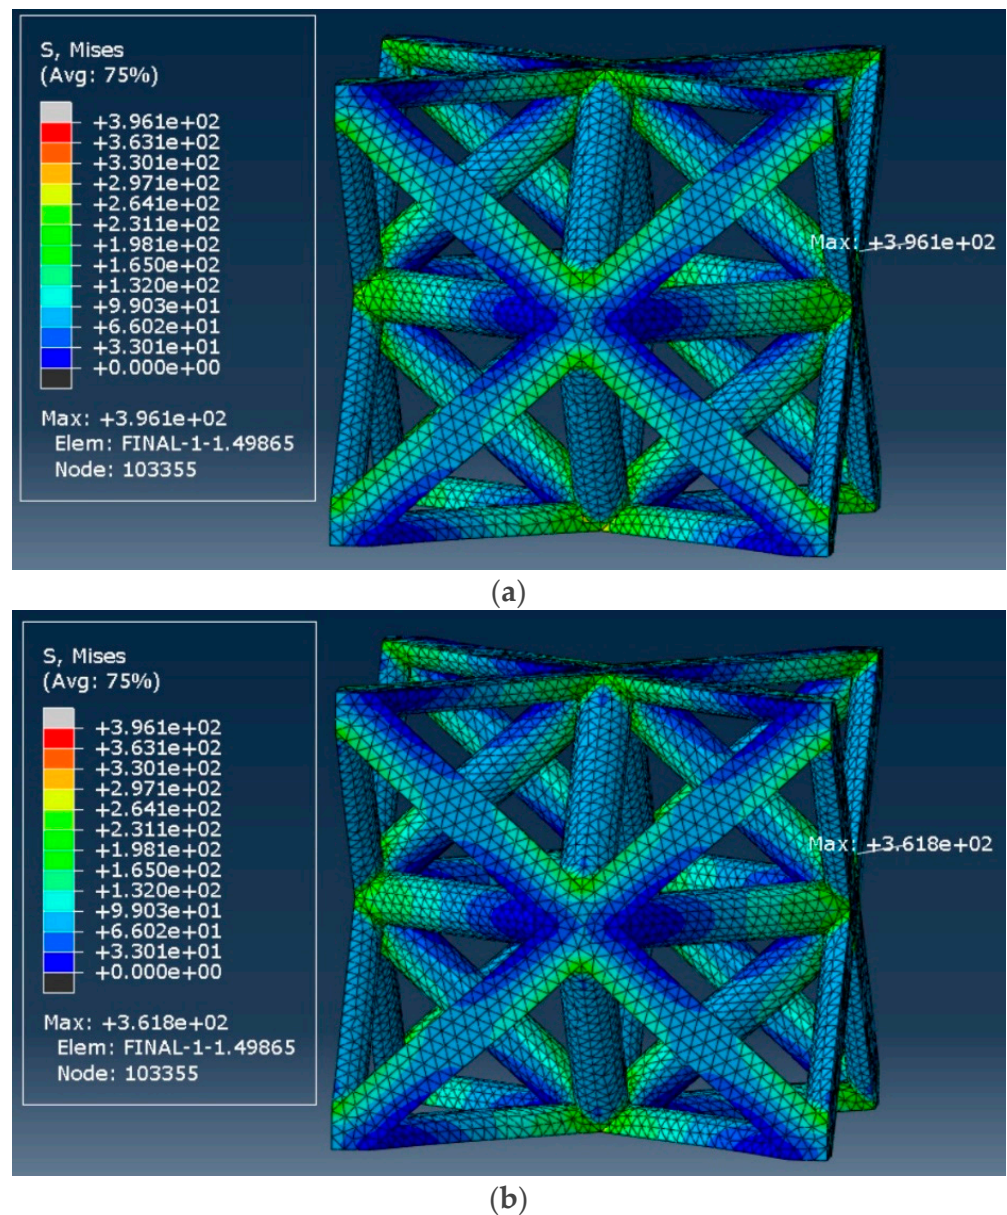 S, Mises
(Avg: 75%)
+3.961e+02
+3.631e+02
+3.301e+02
+2.971e+02
+2.641e+02
+2.311e+02
+1.981e+02
+1.650e+02
+1.320e+02
+9.903e+01
+6.602e+01
+3.301e+01
+0.000e+00
Max: +3.961e+02
Elem: FINAL-1-1.49865
Node: 103355
Max: +3.961e+02
(a)
S, Mises
(Avg: 75%)
+3.961e+02
+3.631e+02
+3.301e+02
+2.971e+02
+2.641e+02
+2.311e+02
+1.981e+02
+1.650e+02
+1.320e+02
+9.903e+01
+6.602e+01
+3.301e+01
+0.000e+00
Max: +3.618e+02
Elem: FINAL-1-1.49865
Node: 103355
Max: +3.618e+02
(b)